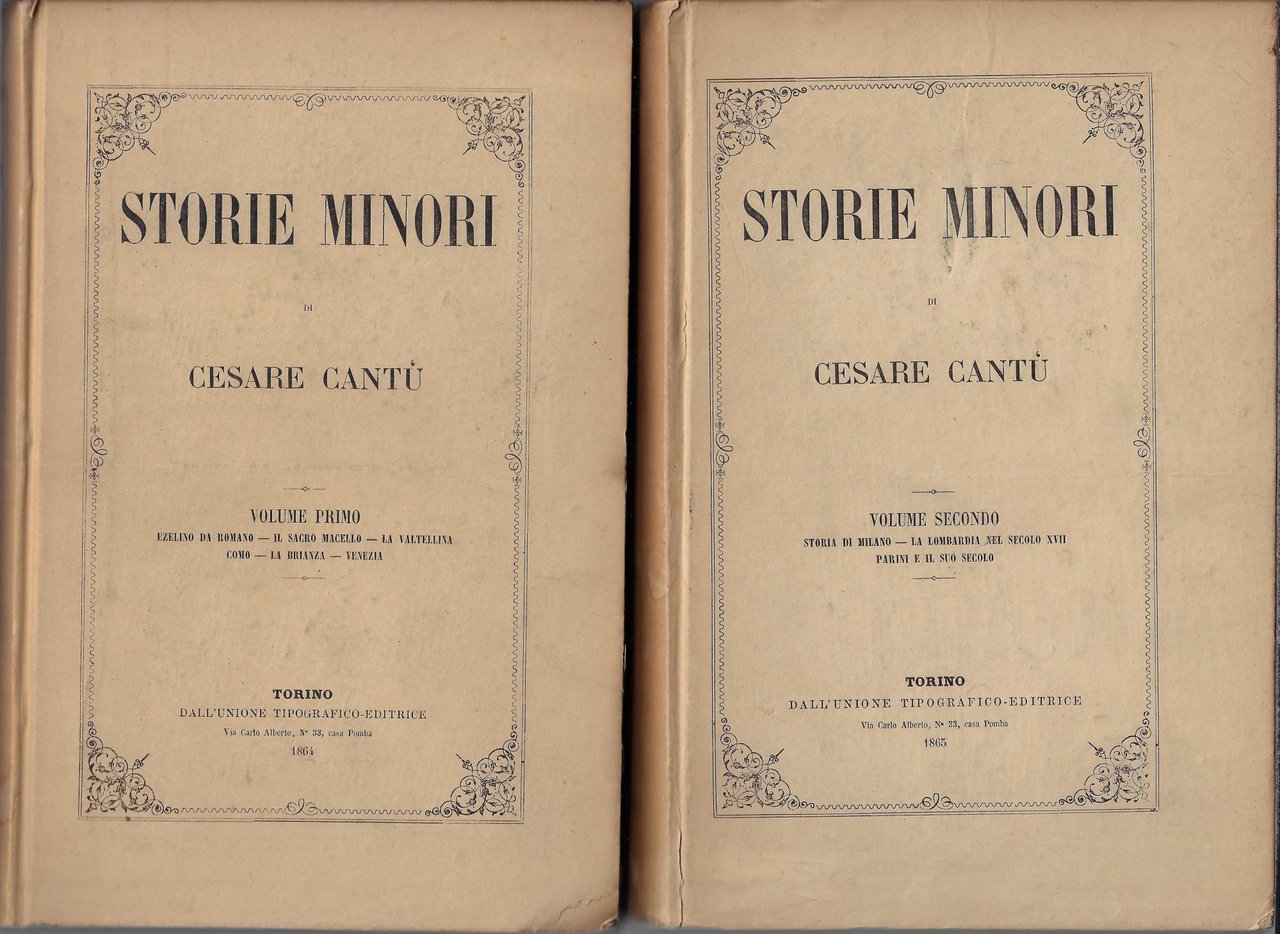 STORIE MINORI
DI
CESARE CANTÙ
VOLUME PRIMO
EZELINO DA ROMANO — IL SACRO MACELLO — LA VALTELLINA
COMO — LA BRIANZA — VENEZIA
TORINO
DALL'UNIONE TIPOGRAFICO-EDITRICE
Via Carlo Alberto, Nº 33, casa Pomba
1864
STORIE MINORI
DI
CESARE CANTÙ
VOLUME SECONDO
STORIA DI MILANO — LA LOMBARDIA NEL SECOLO XVII
PARINI E IL SUO SECOLO
TORINO
DALL'UNIONE TIPOGRAFICO-EDITRICE
Via Carlo Alberto, Nº 33, casa Pomba
1865